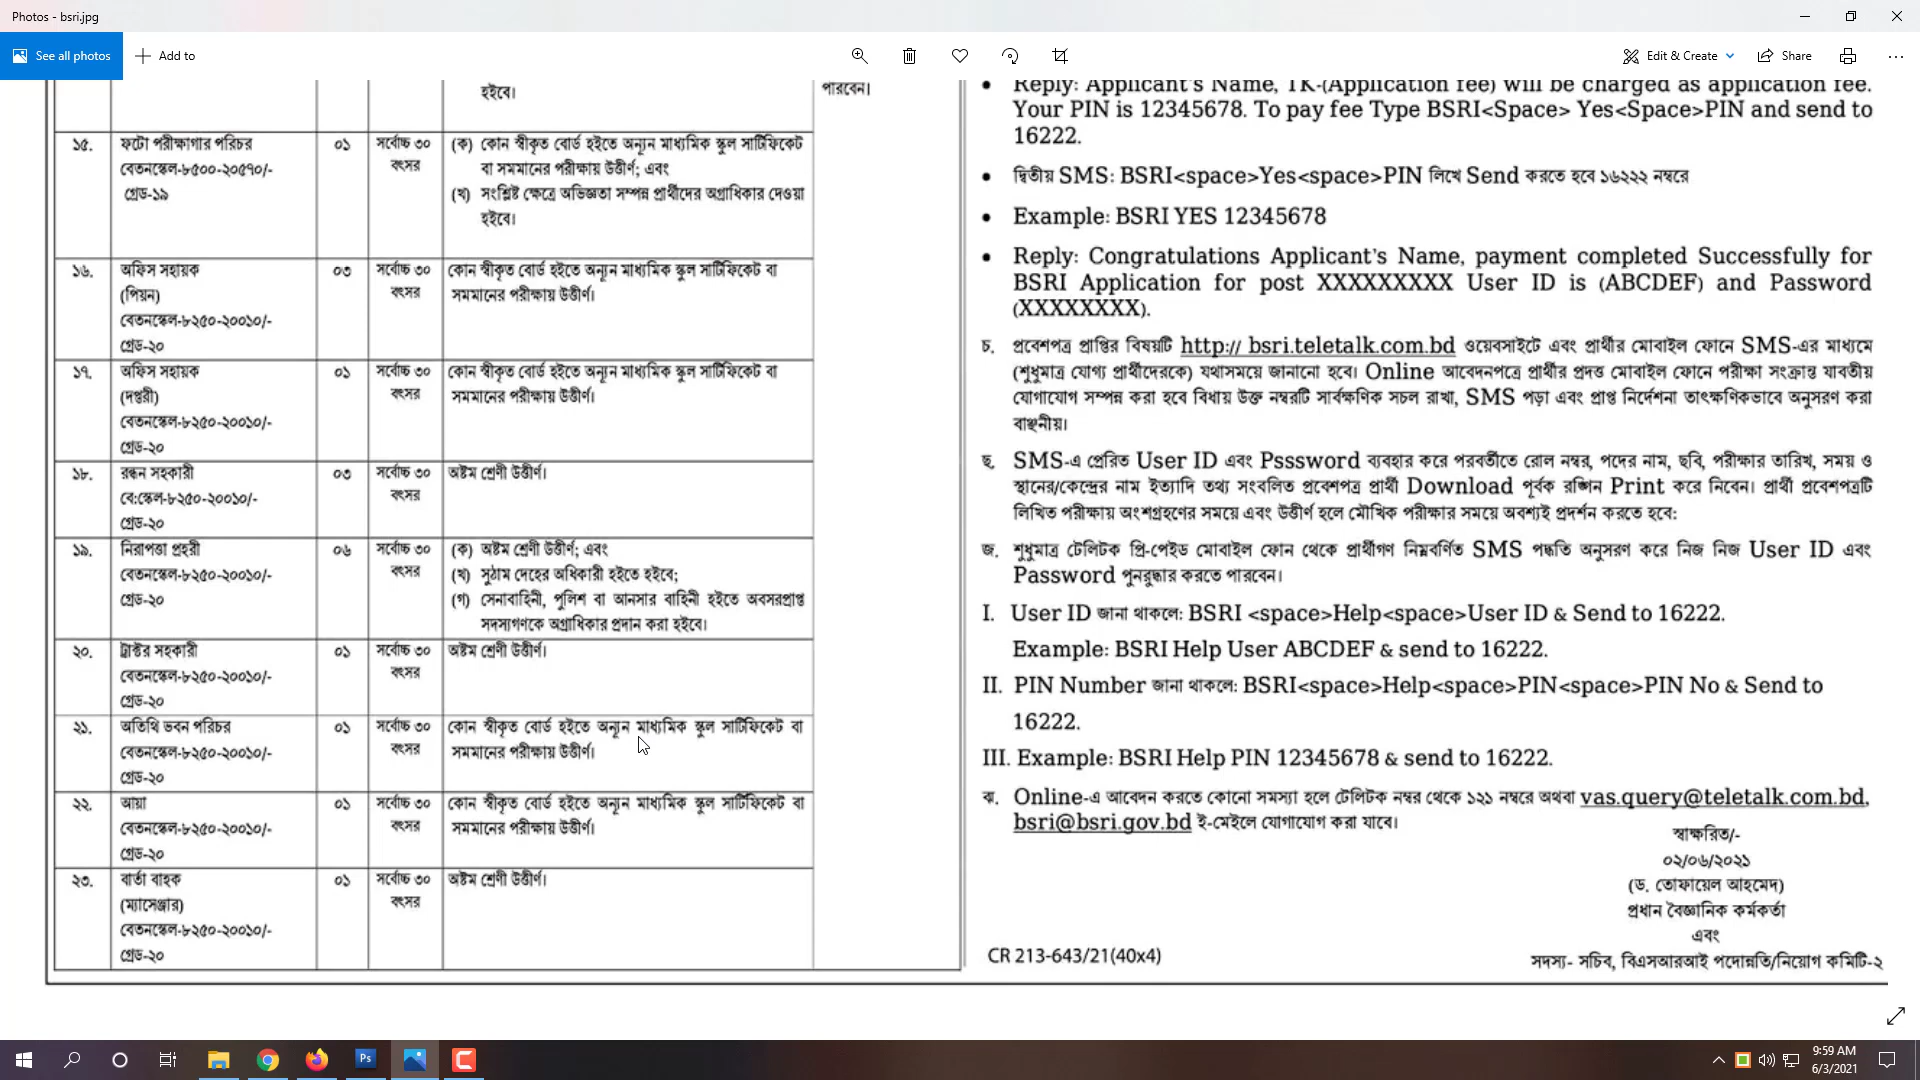 Photos - bsri.jpg
See all photos
Add to
Edit & Create
Share
হইবে।
পারবেন।
১৫.
ফটো পরীক্ষাগার পরিচর
বেতনস্কেল-৮৫০০-২০৫৭০/-
গ্রেড-১৯
০১
সর্বোচ্চ ৩০
বৎসর
(ক) কোন স্বীকৃত বোর্ড হইতে অন্যূন মাধ্যমিক স্কুল সার্টিফিকেট
বা সমমানের পরীক্ষায় উত্তীর্ণ; এবং
(খ) সংশ্লিষ্ট ক্ষেত্রে অভিজ্ঞতা সম্পন্ন প্রার্থীদের অগ্রাধিকার দেওয়া
হইবে।
১৬.
অফিস সহায়ক
(পিয়ন)
বেতনস্কেল-৮২৫০-২০০১০/-
গ্রেড-২০
০৩
সর্বোচ্চ ৩০
বৎসর
কোন স্বীকৃত বোর্ড হইতে অন্যূন মাধ্যমিক স্কুল সার্টিফিকেট বা
সমমানের পরীক্ষায় উত্তীর্ণ।
১৭.
অফিস সহায়ক
(দপ্তরী)
বেতনস্কেল-৮২৫০-২০০১০/-
গ্রেড-২০
০১
সর্বোচ্চ ৩০
বৎসর
কোন স্বীকৃত বোর্ড হইতে অন্যূন মাধ্যমিক স্কুল সার্টিফিকেট বা
সমমানের পরীক্ষায় উত্তীর্ণ।
১৮.
রন্ধন সহকারী
বে:স্কেল-৮২৫০-২০০১০/-
গ্রেড-২০
০৩
সর্বোচ্চ ৩০
বৎসর
অষ্টম শ্রেণী উত্তীর্ণ।
১৯.
নিরাপত্তা প্রহরী
বেতনস্কেল-৮২৫০-২০০১০/-
গ্রেড-২০
০৬
সর্বোচ্চ ৩০
বৎসর
(ক) অষ্টম শ্রেণী উত্তীর্ণ; এবং
(খ) সুঠাম দেহের অধিকারী হইতে হইবে;
(গ) সেনাবাহিনী, পুলিশ বা আনসার বাহিনী হইতে অবসরপ্রাপ্ত
সদস্যগণকে অগ্রাধিকার প্রদান করা হইবে।
২০.
ট্রাক্টর সহকারী
বেতনস্কেল-৮২৫০-২০০১০/-
গ্রেড-২০
০১
সর্বোচ্চ ৩০
বৎসর
অষ্টম শ্রেণী উত্তীর্ণ।
২১.
অতিথি ভবন পরিচর
বেতনস্কেল-৮২৫০-২০০১০/-
গ্রেড-২০
০১
সর্বোচ্চ ৩০
বৎসর
কোন স্বীকৃত বোর্ড হইতে অন্যূন মাধ্যমিক স্কুল সার্টিফিকেট বা
সমমানের পরীক্ষায় উত্তীর্ণ।
২২.
আয়া
বেতনস্কেল-৮২৫০-২০০১০/-
গ্রেড-২০
০১
সর্বোচ্চ ৩০
বৎসর
কোন স্বীকৃত বোর্ড হইতে অন্যূন মাধ্যমিক স্কুল সার্টিফিকেট বা
সমমানের পরীক্ষায় উত্তীর্ণ।
২৩.
বার্তা বাহক
(ম্যাসেঞ্জার)
বেতনস্কেল-৮২৫০-২০০১০/-
গ্রেড-২০
০১
সর্বোচ্চ ৩০
বৎসর
অষ্টম শ্রেণী উত্তীর্ণ।
• Reply: Applicant's Name, TK-(Application fee) will be charged as application fee.
Your PIN is 12345678. To pay fee Type BSRI<Space> Yes<Space>PIN and send to
16222.
• দ্বিতীয় SMS: BSRI<space>Yes<space>PIN লিখে Send করতে হবে ১৬২২২ নম্বরে
• Example: BSRI YES 12345678
• Reply: Congratulations Applicant's Name, payment completed Successfully for
BSRI Application for post XXXXXXXXX User ID is (ABCDEF) and Password
(XXXXXXXX).
চ. প্রবেশপত্র প্রাপ্তির বিষয়টি http:// bsri.teletalk.com.bd ওয়েবসাইটে এবং প্রার্থীর মোবাইল ফোনে SMS-এর মাধ্যমে
(শুধুমাত্র যোগ্য প্রার্থীদেরকে) যথাসময়ে জানানো হবে। Online আবেদনপত্রে প্রার্থীর প্রদত্ত মোবাইল ফোনে পরীক্ষা সংক্রান্ত যাবতীয়
যোগাযোগ সম্পন্ন করা হবে বিধায় উক্ত নম্বরটি সার্বক্ষণিক সচল রাখা, SMS পড়া এবং প্রাপ্ত নির্দেশনা তাৎক্ষণিকভাবে অনুসরণ করা
বাঞ্ছনীয়।
ছ. SMS-এ প্রেরিত User ID এবং Psssword ব্যবহার করে পরবর্তীতে রোল নম্বর, পদের নাম, ছবি, পরীক্ষার তারিখ, সময় ও
স্থানের/কেন্দ্রের নাম ইত্যাদি তথ্য সংবলিত প্রবেশপত্র প্রার্থী Download পূর্বক রঙ্গিন Print করে নিবেন। প্রার্থী প্রবেশপত্রটি
লিখিত পরীক্ষায় অংশগ্রহণের সময়ে এবং উত্তীর্ণ হলে মৌখিক পরীক্ষার সময়ে অবশ্যই প্রদর্শন করতে হবে:
জ. শুধুমাত্র টেলিটক প্রি-পেইড মোবাইল ফোন থেকে প্রার্থীগণ নিম্নবর্ণিত SMS পদ্ধতি অনুসরণ করে নিজ নিজ User ID এবং
Password পুনরুদ্ধার করতে পারবেন।
I. User ID জানা থাকলে: BSRI <space>Help<space>User ID & Send to 16222.
Example: BSRI Help User ABCDEF & send to 16222.
II. PIN Number জানা থাকলে: BSRI<space>Help<space>PIN<space>PIN No & Send to
16222.
III. Example: BSRI Help PIN 12345678 & send to 16222.
ঝ. Online-এ আবেদন করতে কোনো সমস্যা হলে টেলিটক নম্বর থেকে ১২১ নম্বরে অথবা vas.query@teletalk.com.bd,
bsri@bsri.gov.bd ই-মেইলে যোগাযোগ করা যাবে।
স্বাক্ষরিত/-
০২/০৬/২০২১
(ড. তোফায়েল আহমেদ)
প্রধান বৈজ্ঞানিক কর্মকর্তা
এবং
সদস্য- সচিব, বিএসআরআই পদোন্নতি/নিয়োগ কমিটি-২
CR 213-643/21(40x4)
Ps
9:59 AM
6/3/2021